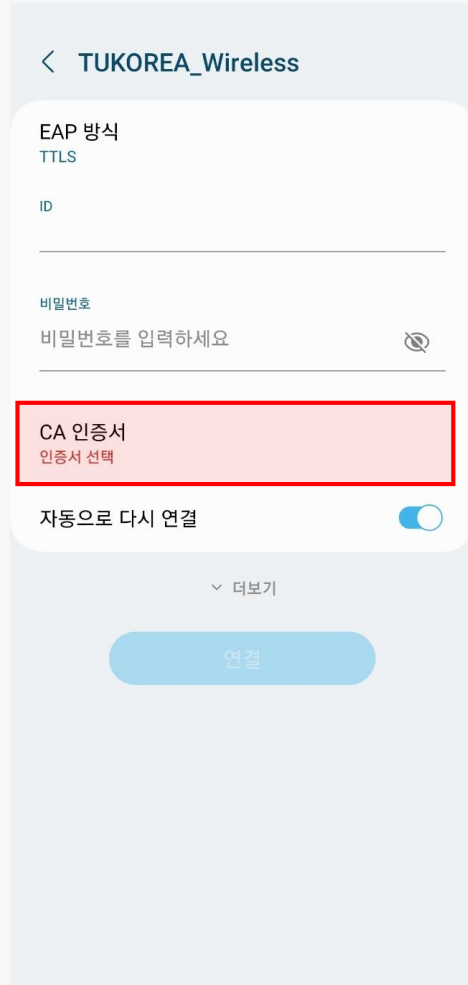 TUKOREA_Wireless
EAP 방식
TTLS
ID
비밀번호
비밀번호를 입력하세요
CA 인증서
인증서 선택
자동으로 다시 연결
더보기
연결